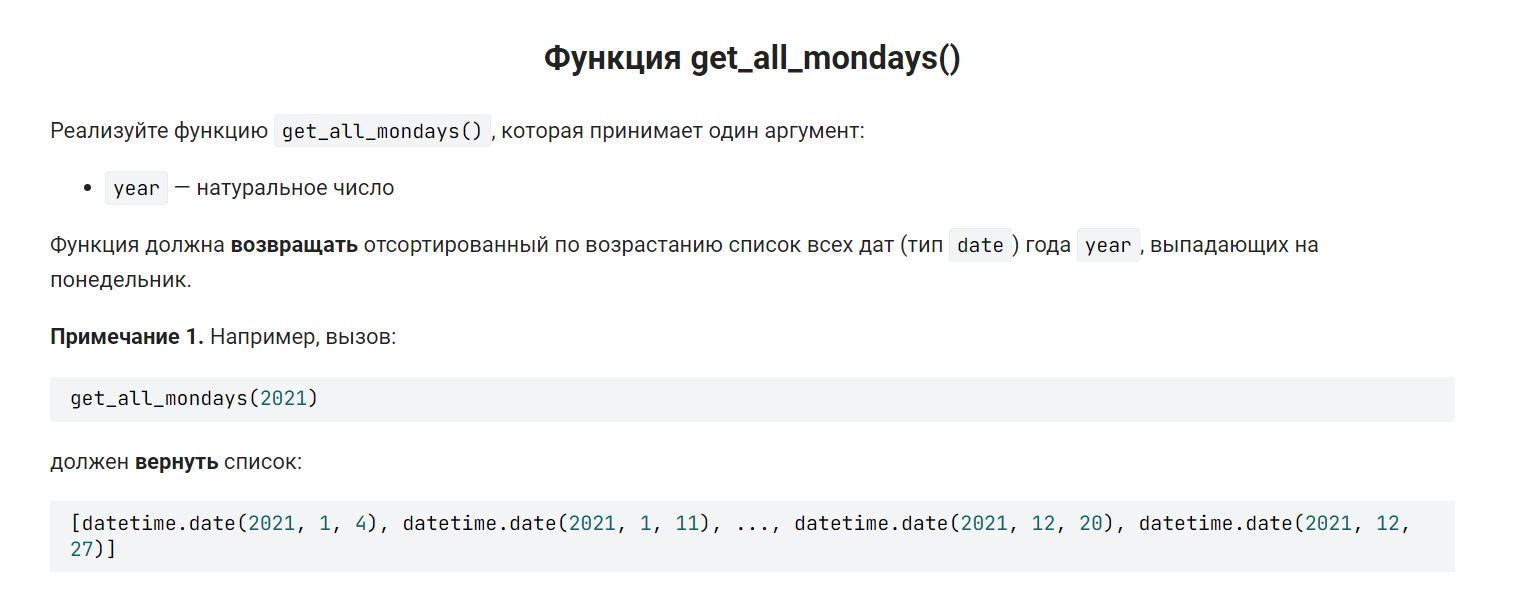 Функция get_all_mondays()
Реализуйте функцию get_all_mondays() , которая принимает один аргумент:
• year — натуральное число
Функция должна возвращать отсортированный по возрастанию список всех дат (тип date ) года year , выпадающих на
понедельник.
Примечание 1. Например, вызов:
get_all_mondays(2021)
должен вернуть список:
[datetime.date(2021, 1, 4), datetime.date(2021, 1, 11), ..., datetime.date(2021, 12, 20), datetime.date(2021, 12,
27)]